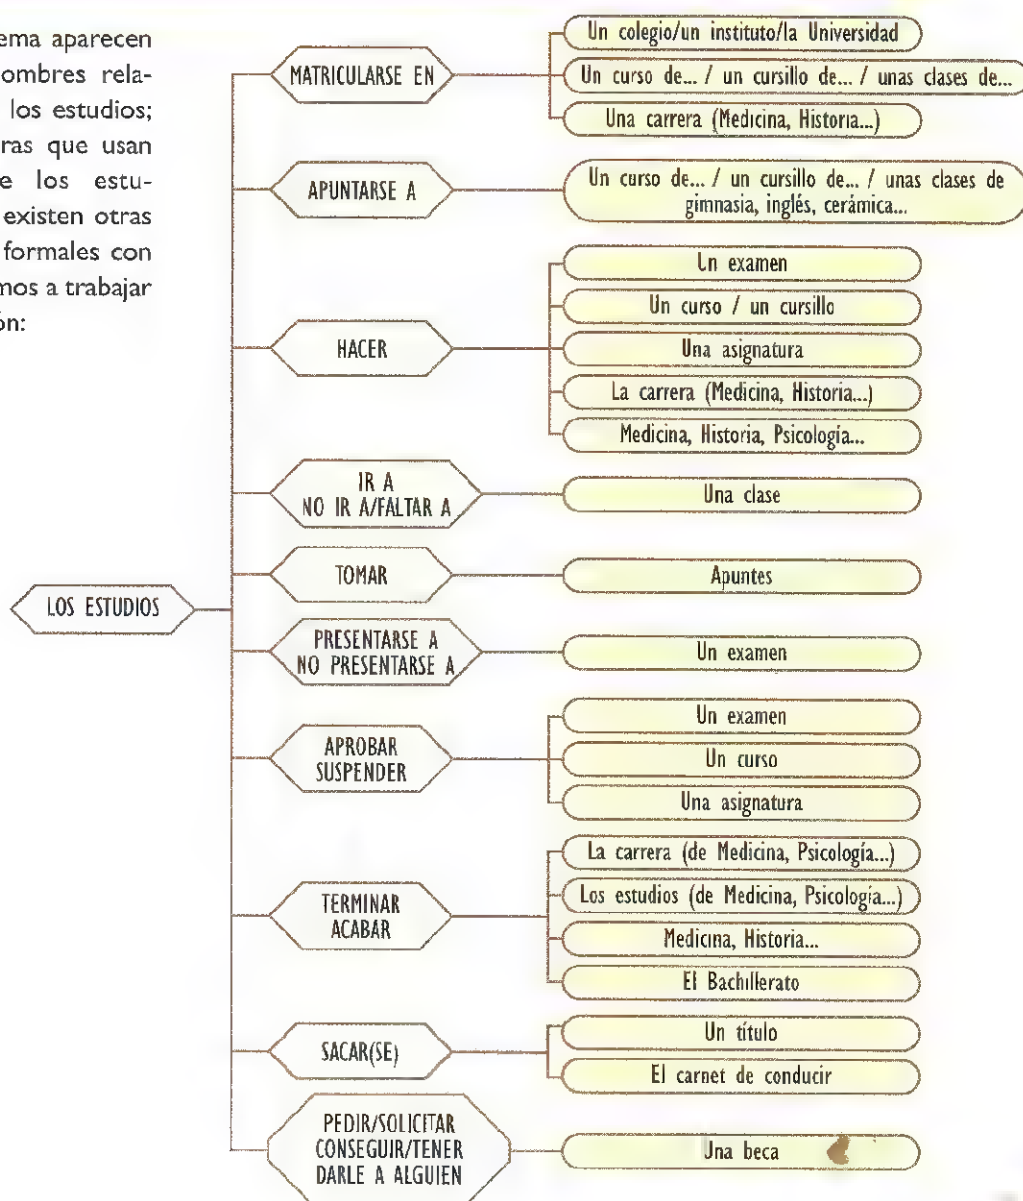 ema aparecen
ombres rela-
los estudios;
ras que usan
e los estu-
existen otras
formales con
mos a trabajar
ón:
LOS ESTUDIOS
MATRICULARSE EN
Un colegio/un instituto/la Universidad
Un curso de... / un cursillo de... / unas clases de...
Una carrera (Medicina, Historia...)
APUNTARSE A
Un curso de... / un cursillo de... / unas clases de
gimnasia, inglés, cerámica...
HACER
Un examen
Un curso / un cursillo
Una asignatura
La carrera (Medicina, Historia...)
Medicina, Historia, Psicología...
IR A
NO IR A/FALTAR A
Una clase
TOMAR
Apuntes
PRESENTARSE A
NO PRESENTARSE A
Un examen
APROBAR
SUSPENDER
Un examen
Un curso
Una asignatura
TERMINAR
ACABAR
La carrera (de Medicina, Psicología...)
Los estudios (de Medicina, Psicología...)
Medicina, Historia...
El Bachillerato
SACAR(SE)
Un título
El carnet de conducir
PEDIR/SOLICITAR
CONSEGUIR/TENER
DARLE A ALGUIEN
Una beca